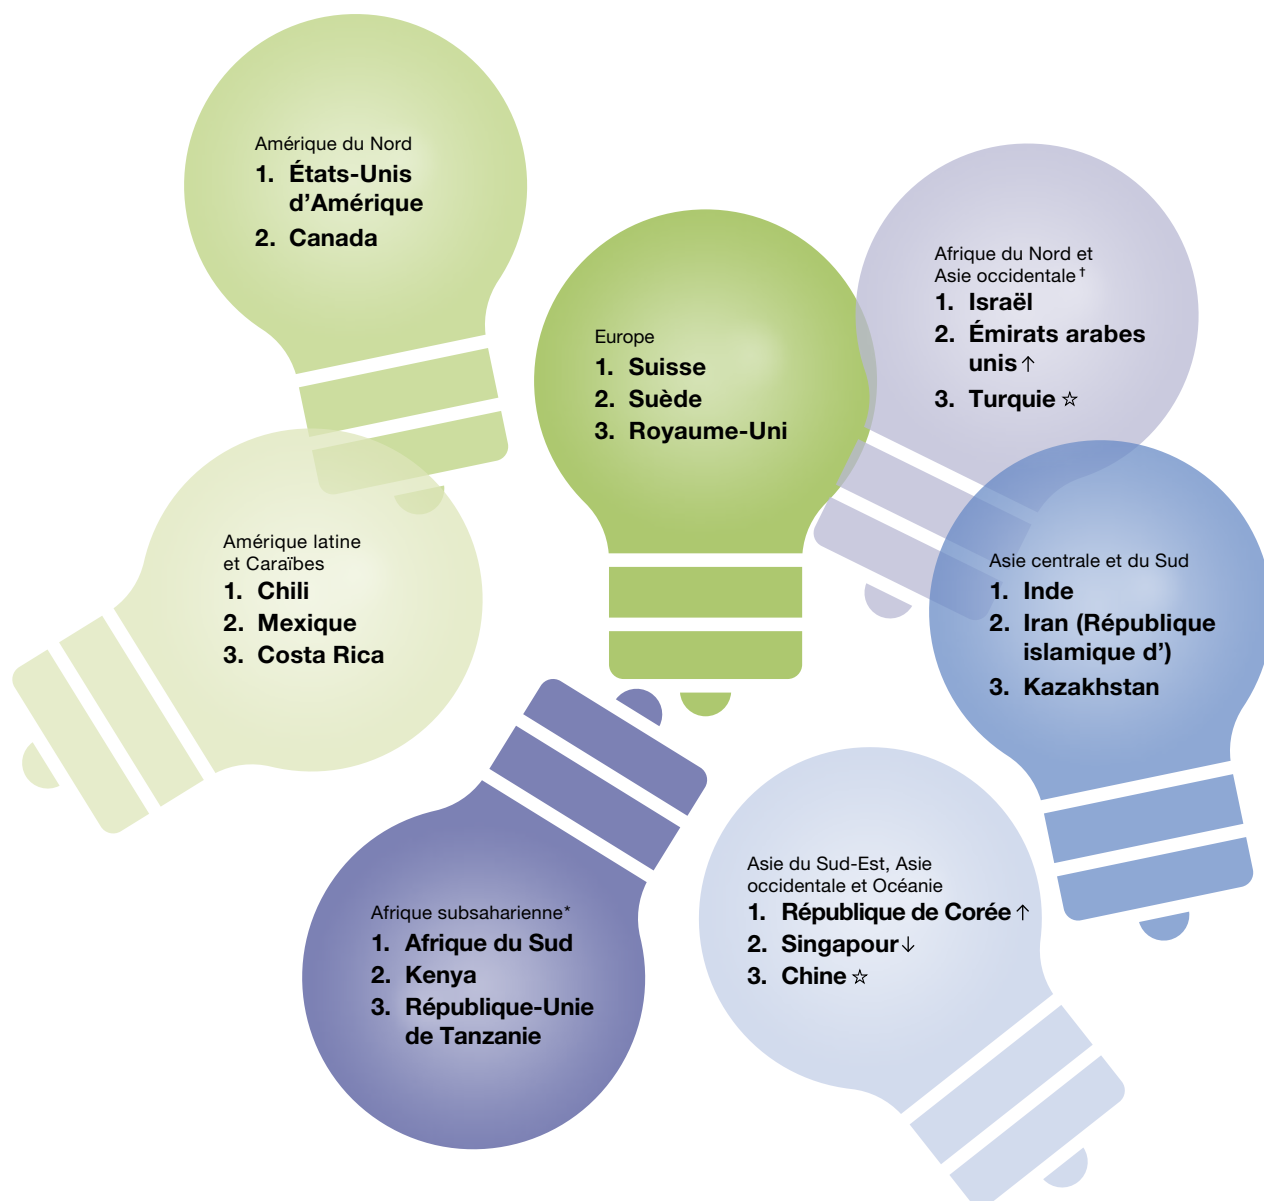 Amérique du Nord
1. États-Unis
d’Amérique
2. Canada
Afrique du Nord et
Asie occidentale †
1. Israël
2. Émirats arabes
unis ↑
3. Turquie ☆
Europe
1. Suisse
2. Suède
3. Royaume-Uni
Amérique latine
et Caraïbes
1. Chili
2. Mexique
3. Costa Rica
Asie centrale et du Sud
1. Inde
2. Iran (République
islamique d’)
3. Kazakhstan
Afrique subsaharienne*
1. Afrique du Sud
2. Kenya
3. République-Unie
de Tanzanie
Asie du Sud-Est, Asie
occidentale et Océanie
1. République de Corée ↑
2. Singapour ↓
3. Chine ☆